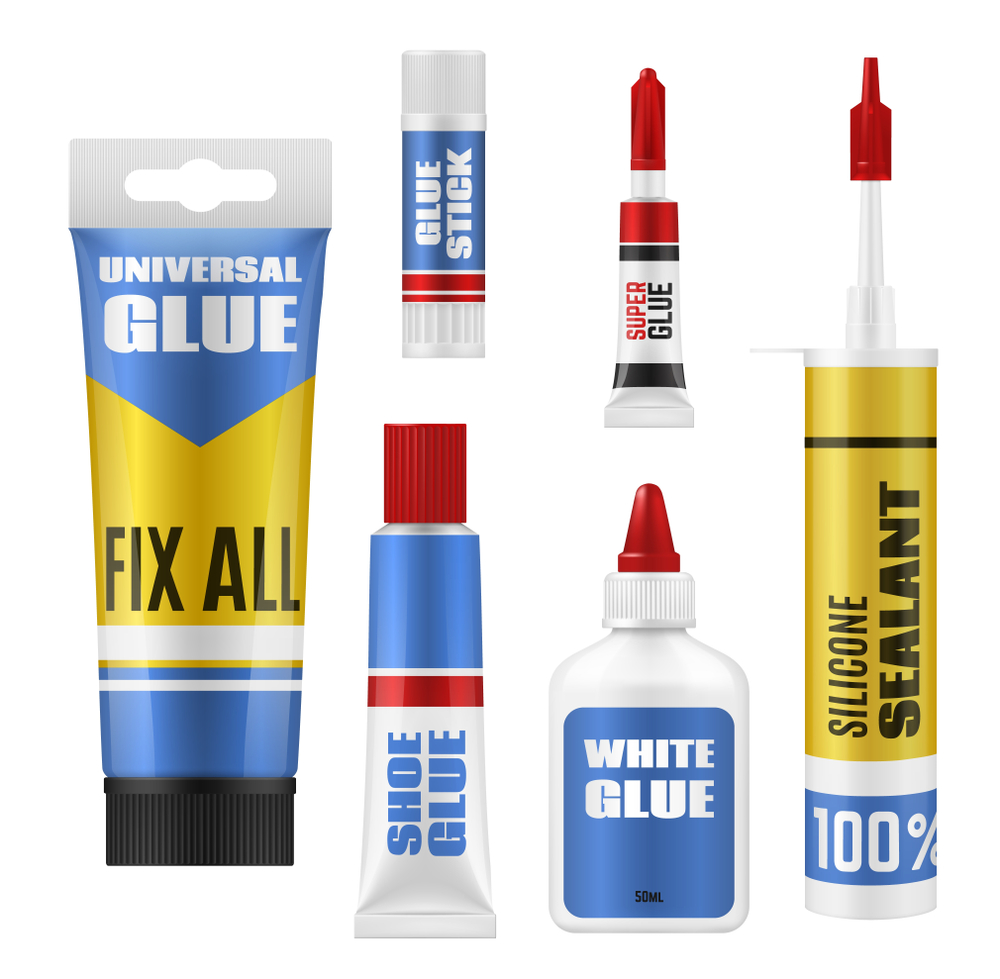 UNIVERSAL
GLUE
FIX ALL
GLUE
STICK
SUPER
GLUE
SHOE
GLUE
WHITE
GLUE
50ML
SILICONE
SEALANT
100%